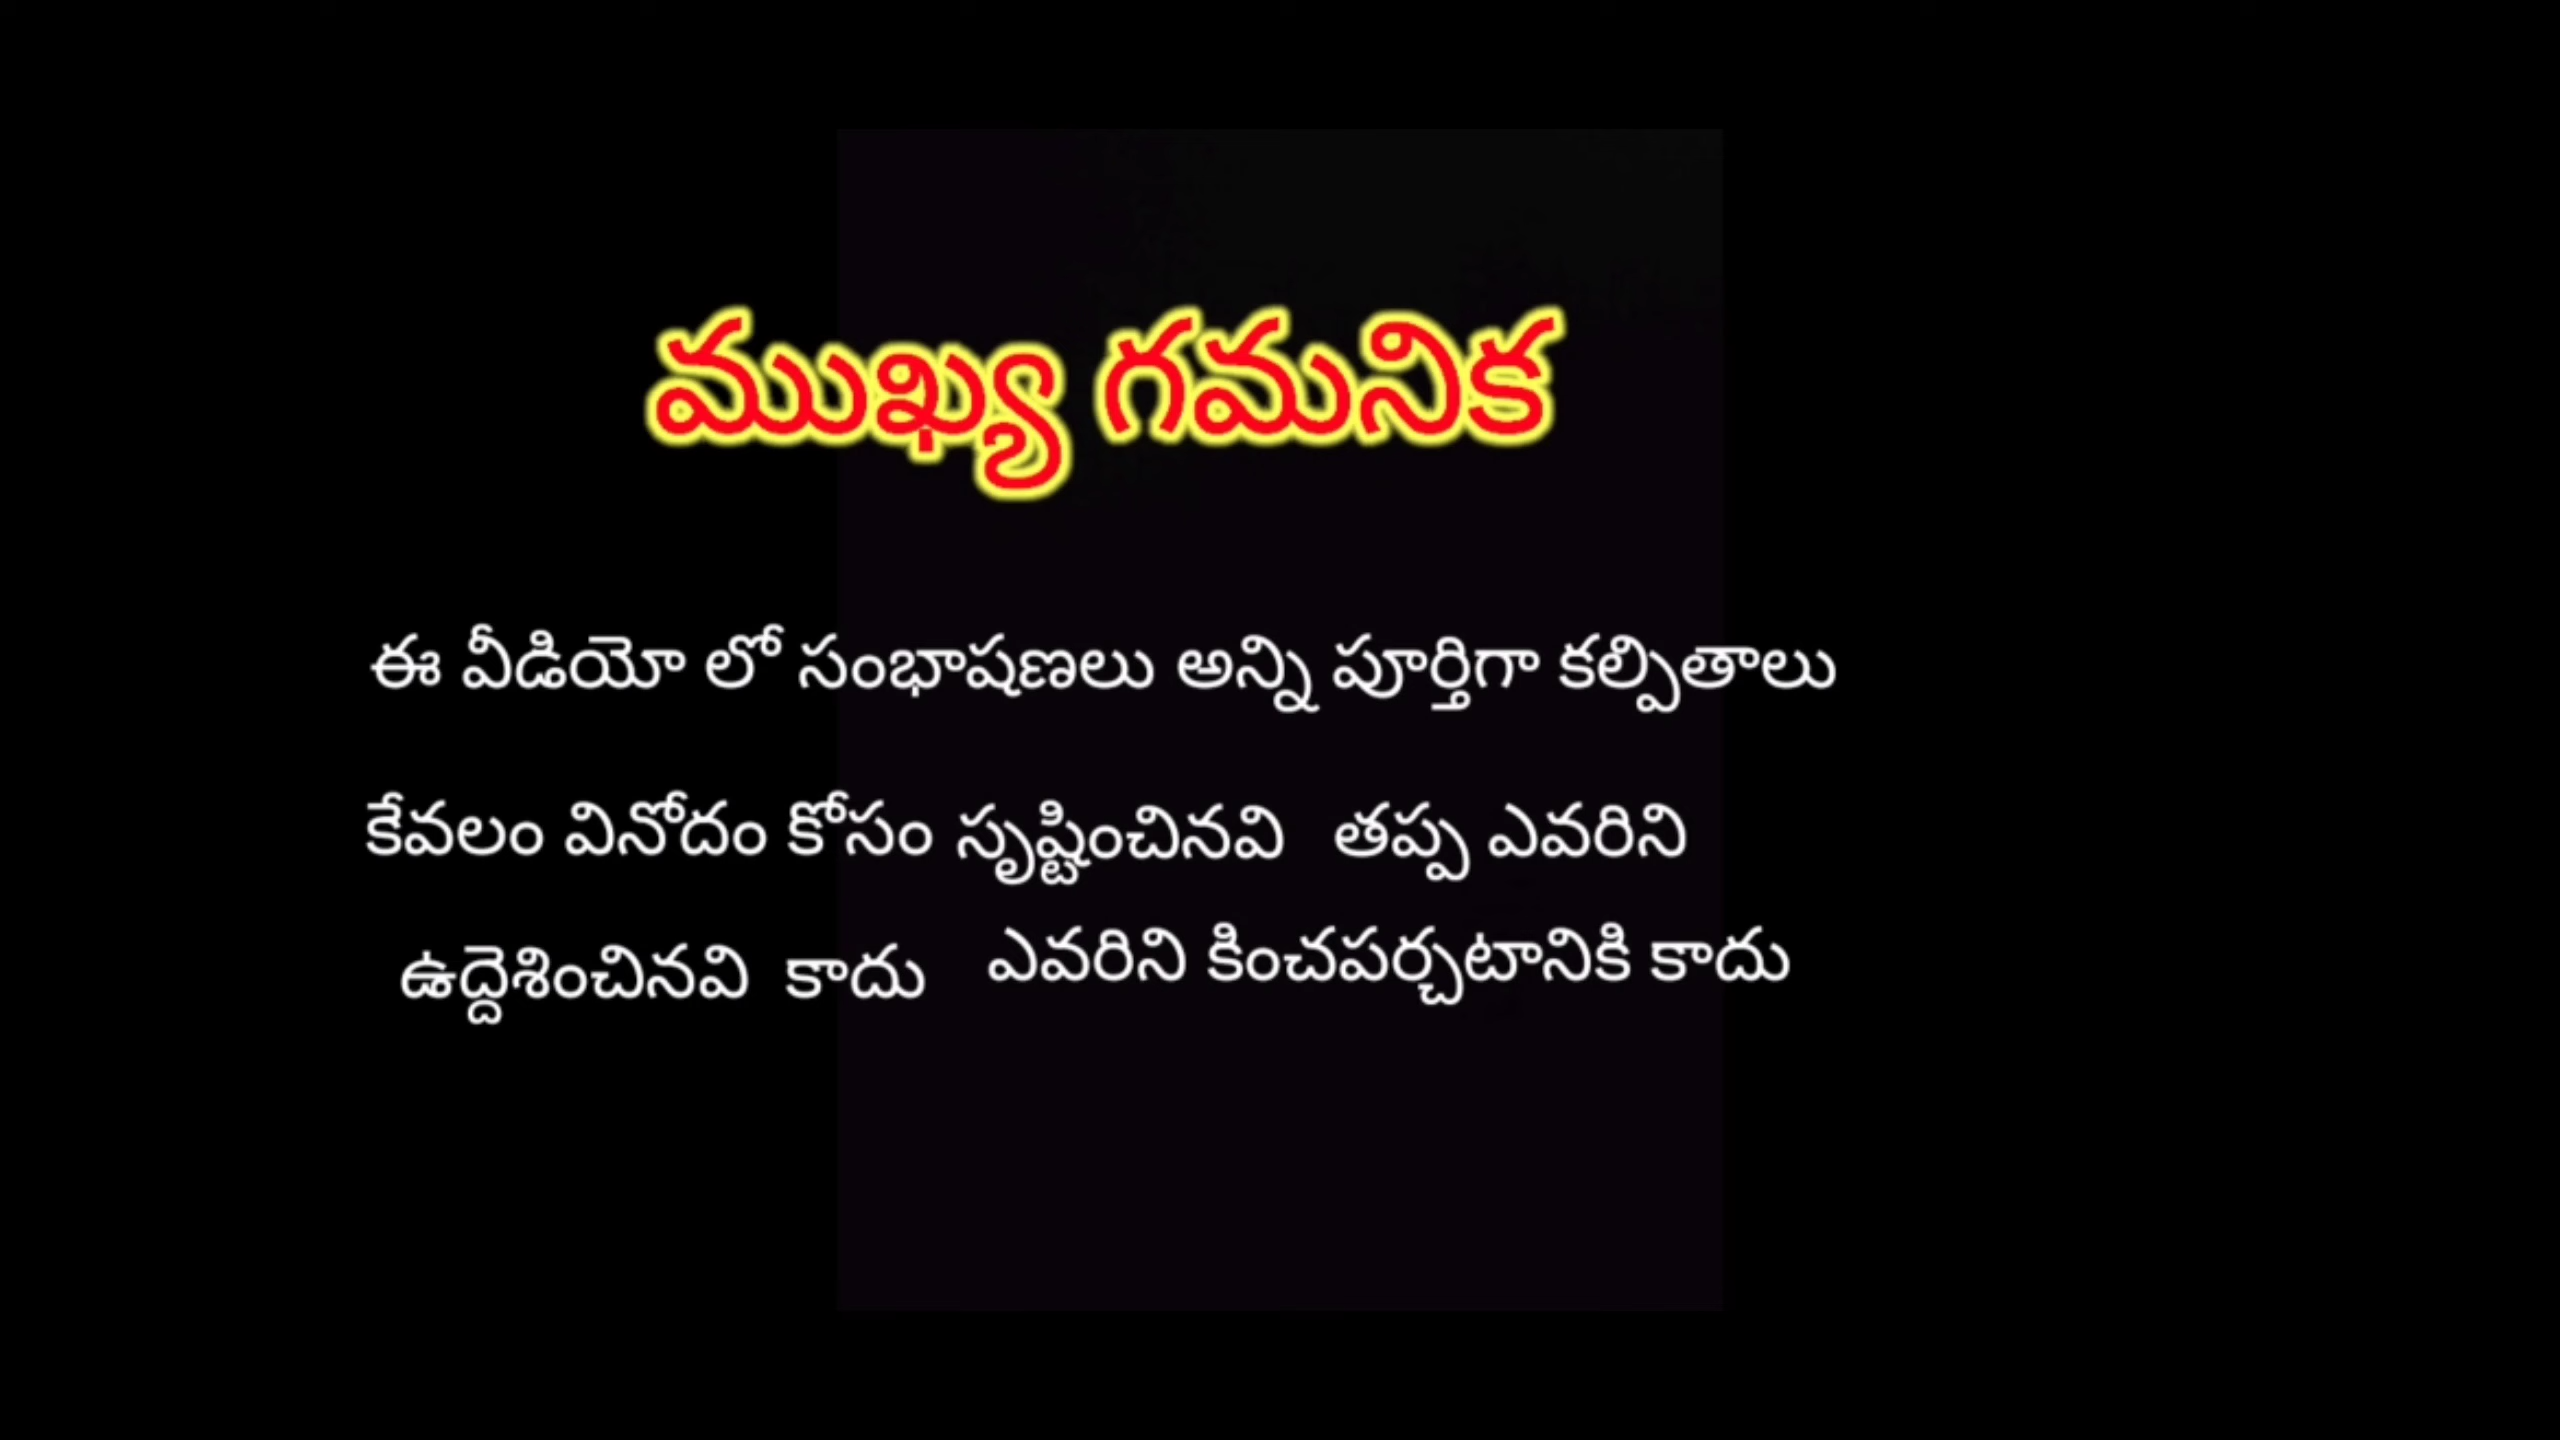 ముఖ్య గమనిక
ఈ వీడియో లో సంభాషణలు అన్ని పూర్తిగా కల్పితాలు
కేవలం వినోదం కోసం సృష్టించినవి తప్ప ఎవరిని
ఉద్దెశించినవి కాదు ఎవరిని కించపర్చటానికి కాదు